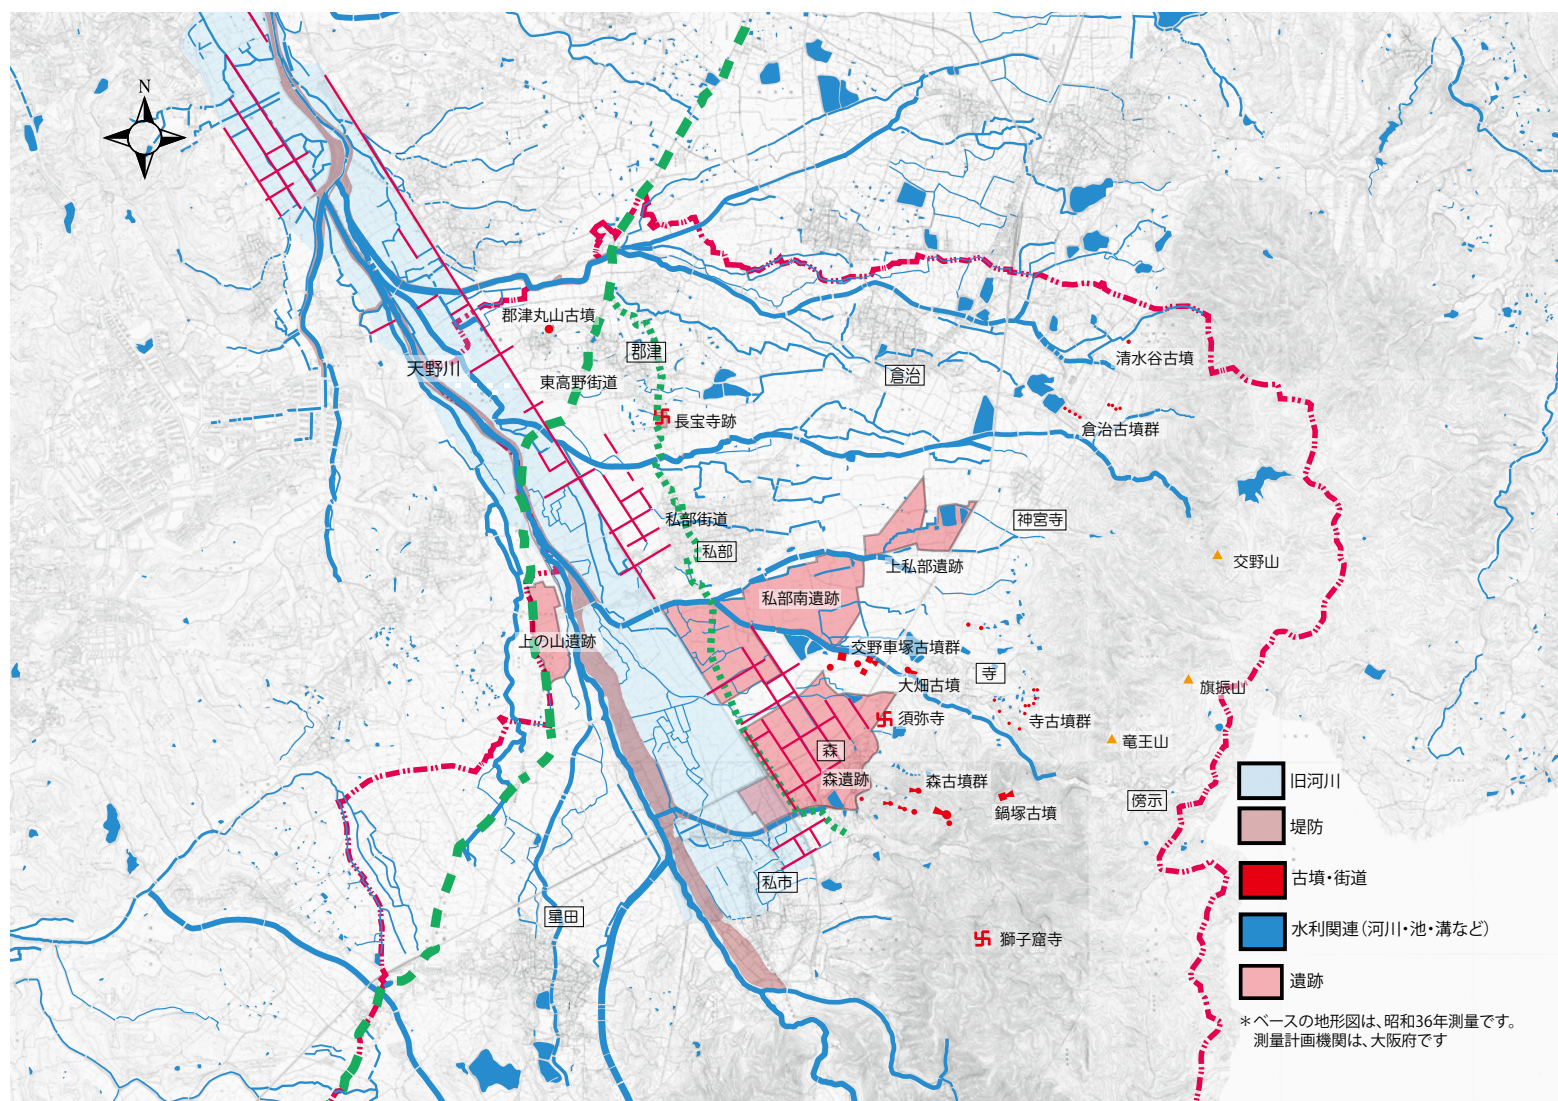 N
郡津丸山古墳
郡津
天野川
東高野街道
倉治
清水谷古墳
長宝寺跡
倉治古墳群
私部街道
神宮寺
私部
交野山
上私部遺跡
私部南遺跡
上の山遺跡
交野車塚古墳群
寺
大畑古墳
旗振山
須弥寺
寺古墳群
竜王山
森
森遺跡
森古墳群
傍示
鍋塚古墳
私市
星田
獅子窟寺
旧河川
堤防
古墳・街道
水利関連(河川・池・溝など)
遺跡
＊ベースの地形図は、昭和36年測量です。
測量計画機関は、大阪府です